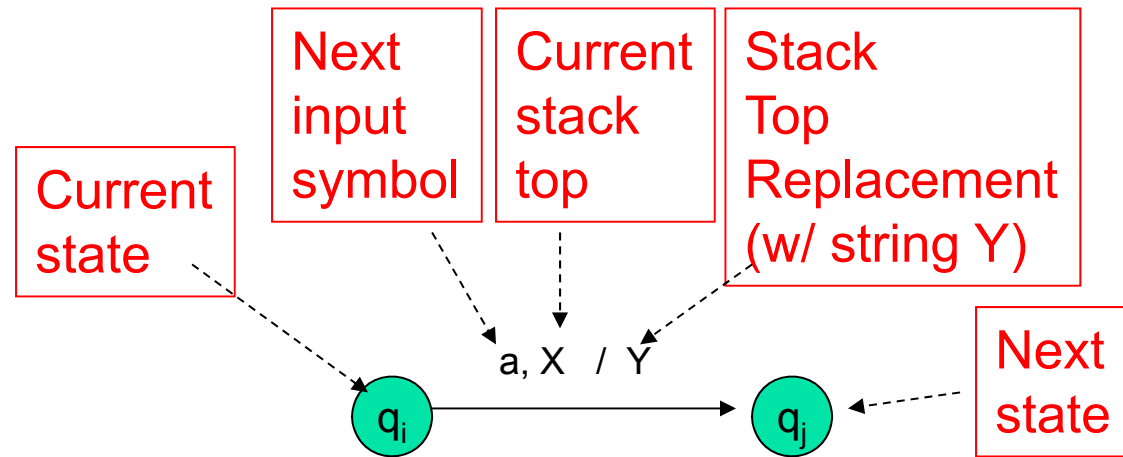 Next
input
symbol
Current
stack
top
Stack
Top
Replacement
(w/ string Y)
Current
state
a, X / Y
Next
state
qi
qj